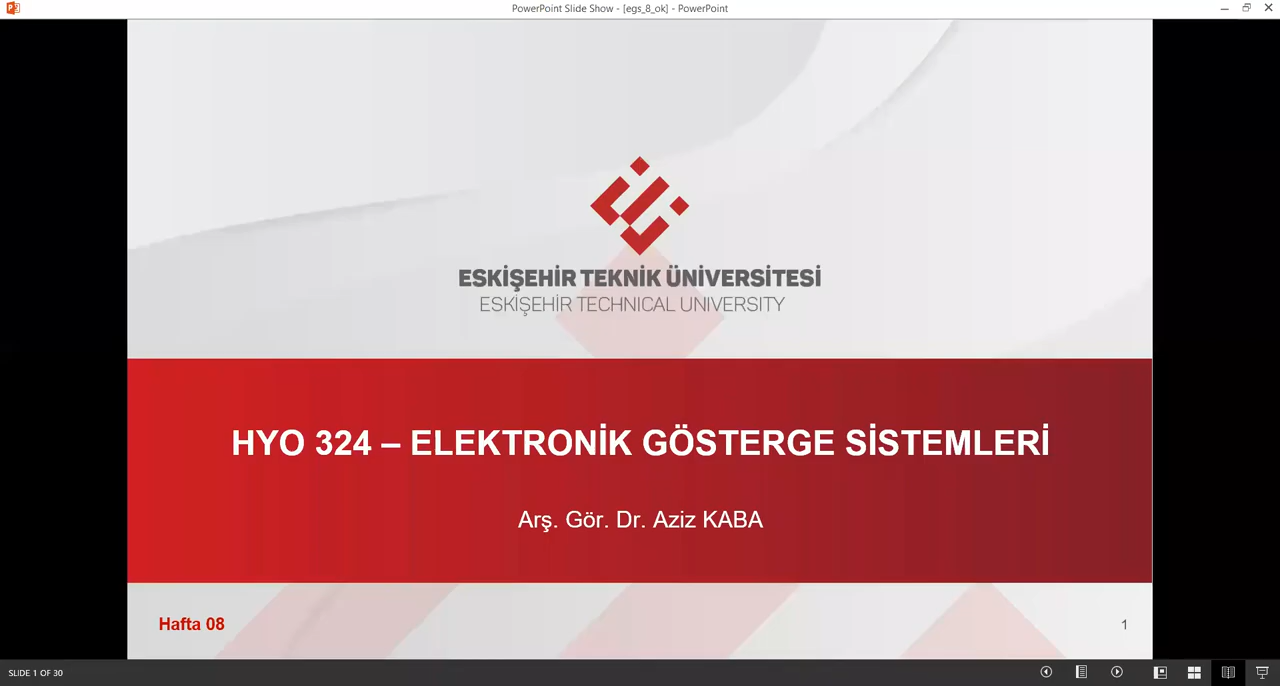 PowerPoint Slide Show - [egs_8_ok] - PowerPoint
ESKİŞEHİR TEKNİK ÜNİVERSİTESİ
ESKİŞEHİR TECHNICAL UNIVERSITY
HYO 324 – ELEKTRONİK GÖSTERGE SİSTEMLERİ
Arş. Gör. Dr. Aziz KABA
Hafta 08
1
SLIDE 1 OF 30